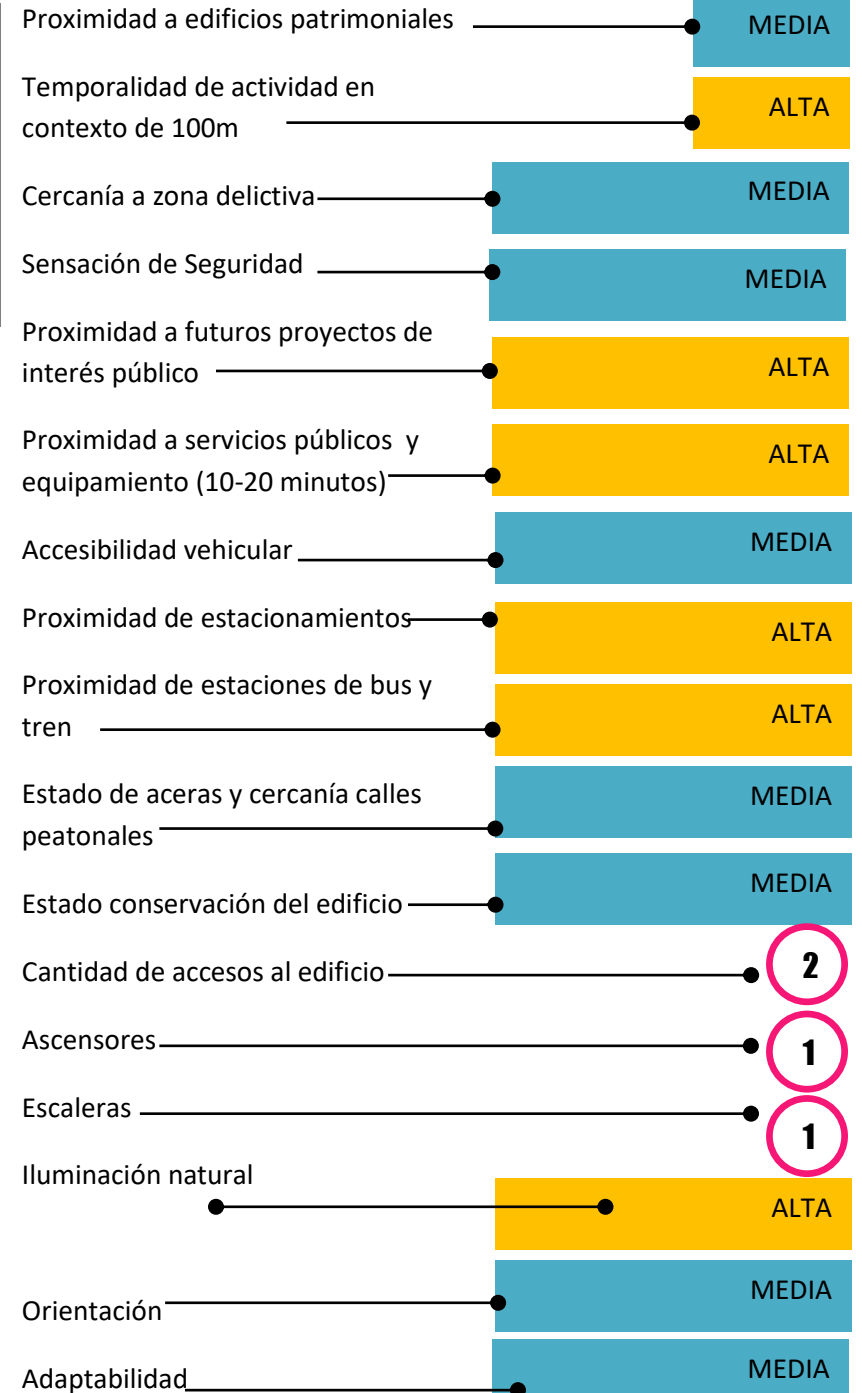 Proximidad a edificios patrimoniales MEDIA
Temporalidad de actividad en
contexto de 100m ALTA
Cercanía a zona delictiva MEDIA
Sensación de Seguridad MEDIA
Proximidad a futuros proyectos de
interés público ALTA
Proximidad a servicios públicos y
equipamiento (10-20 minutos) ALTA
Accesibilidad vehicular MEDIA
Proximidad de estacionamientos ALTA
Proximidad de estaciones de bus y
tren ALTA
Estado de aceras y cercanía calles
peatonales MEDIA
Estado conservación del edificio MEDIA
Cantidad de accesos al edificio 2
Ascensores 1
Escaleras 1
Iluminación natural ALTA
Orientación MEDIA
Adaptabilidad MEDIA